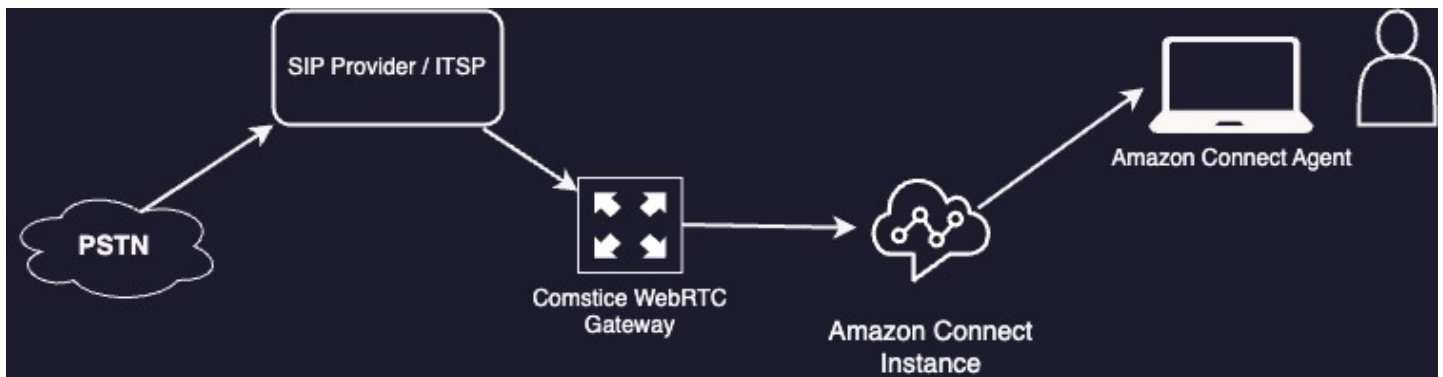 SIP Provider / ITSP
PSTN
Comstice WebRTC
Gateway
Amazon Connect
Instance
Amazon Connect Agent